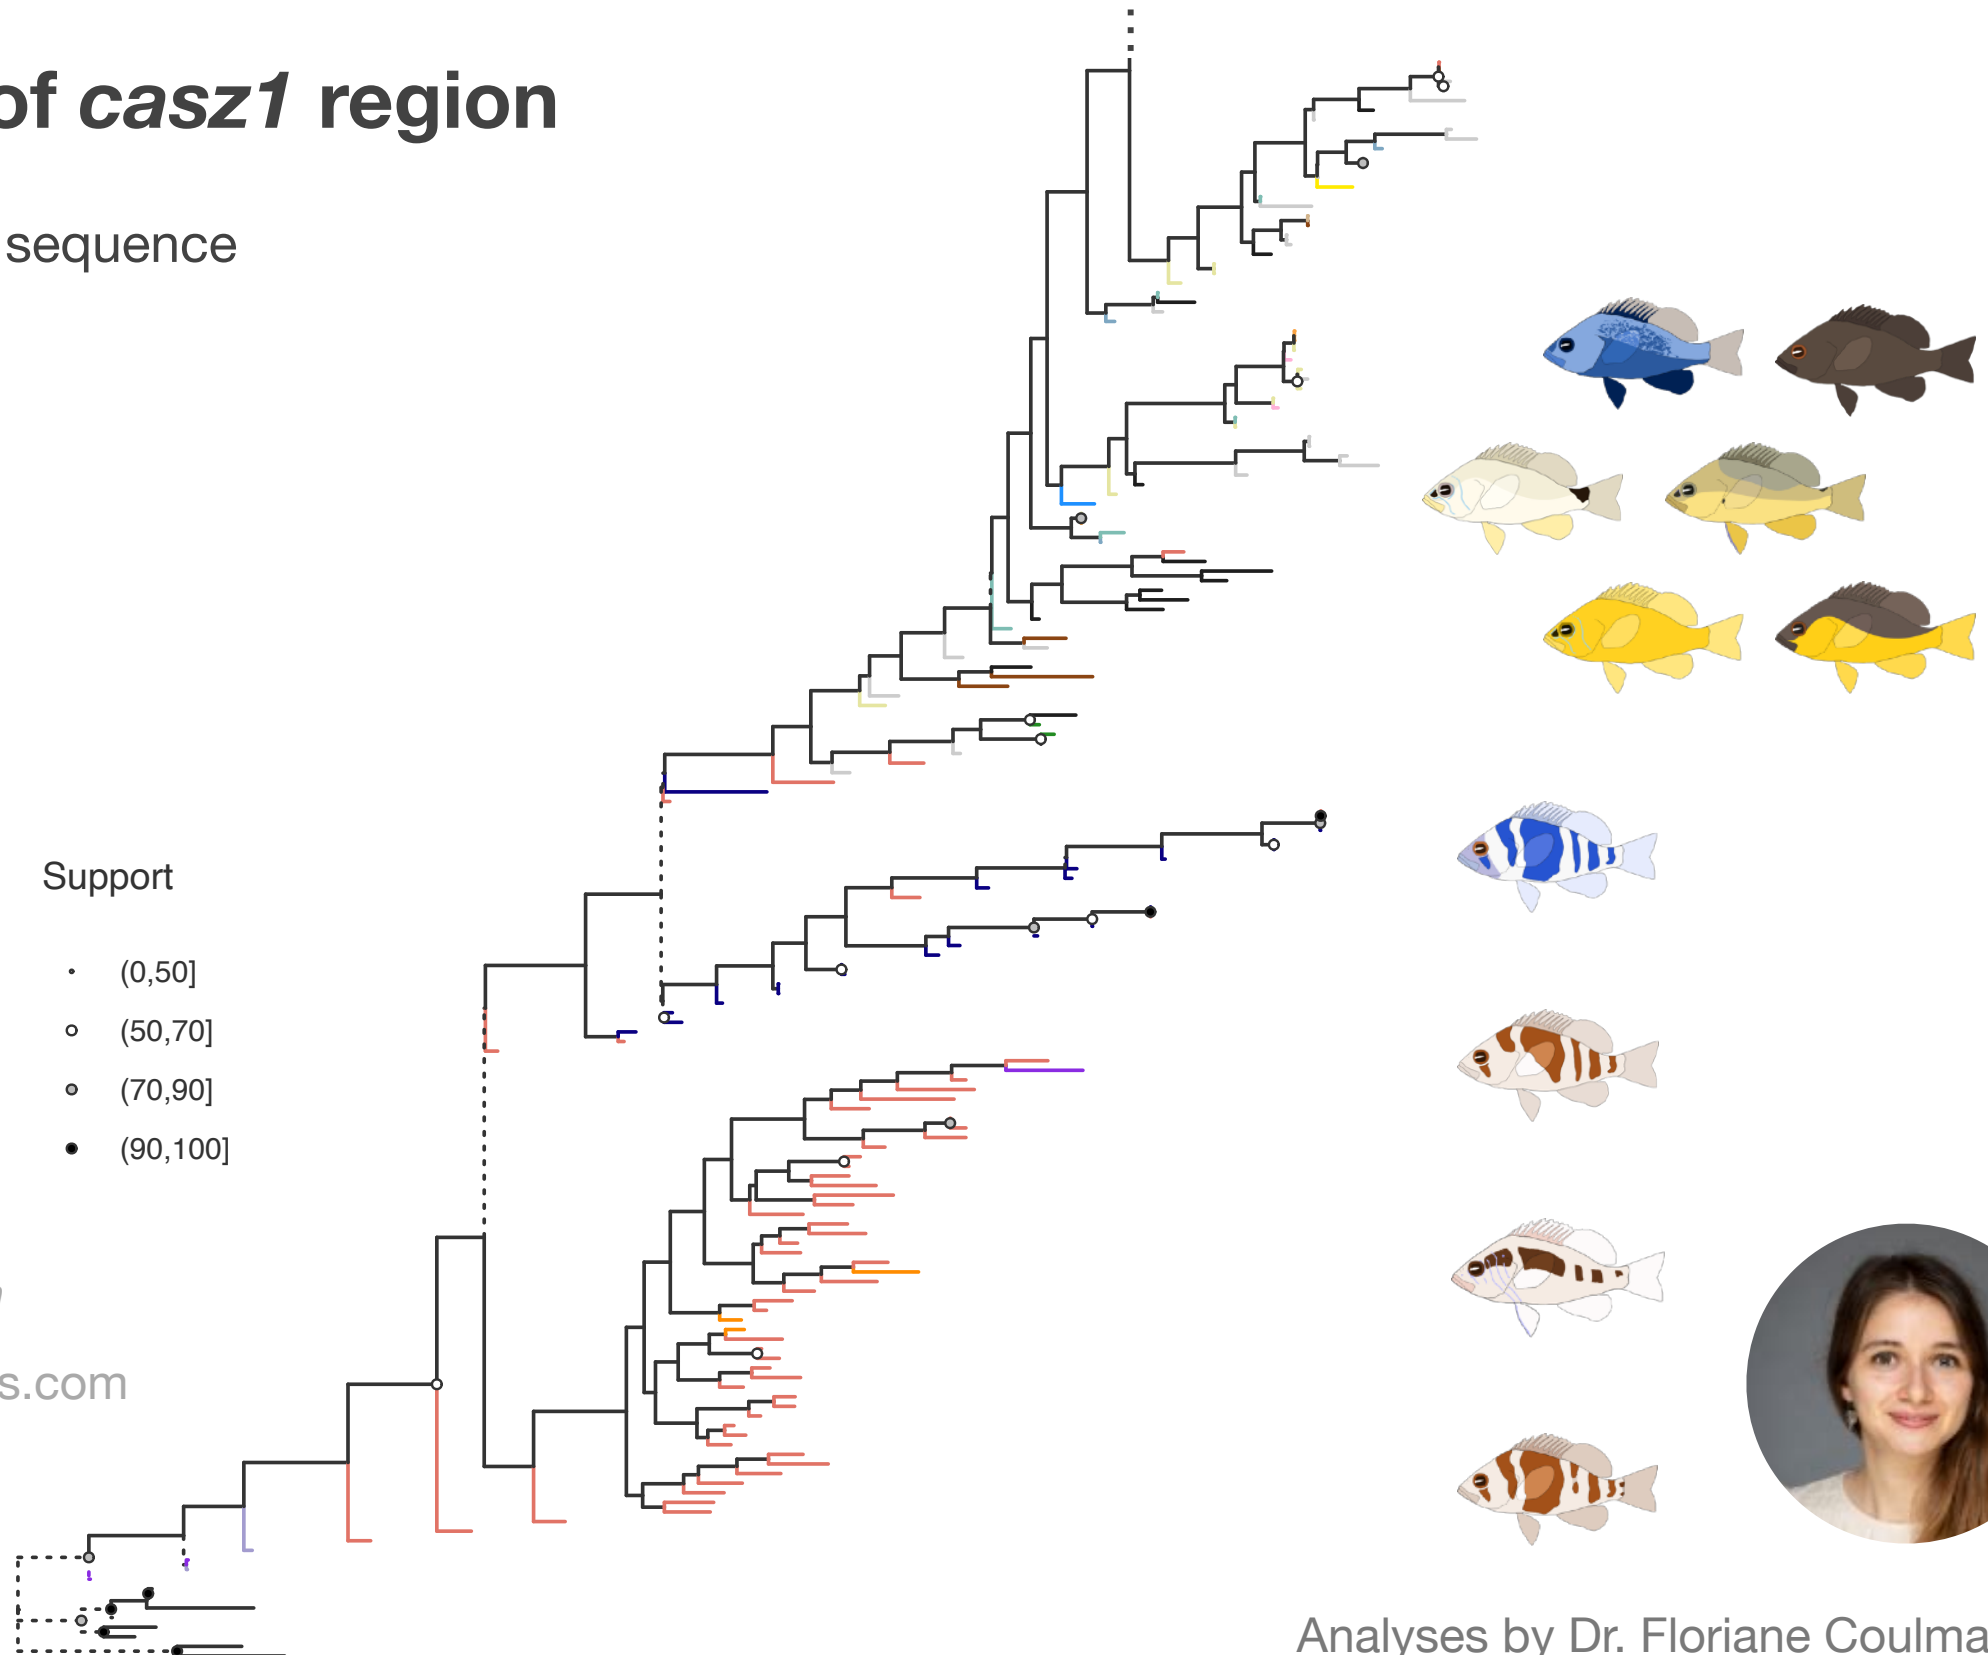 of casz1 region
sequence
Support
(0,50]
(50,70]
(70,90]
(90,100]
s.com
Analyses by Dr. Floriane Coulma